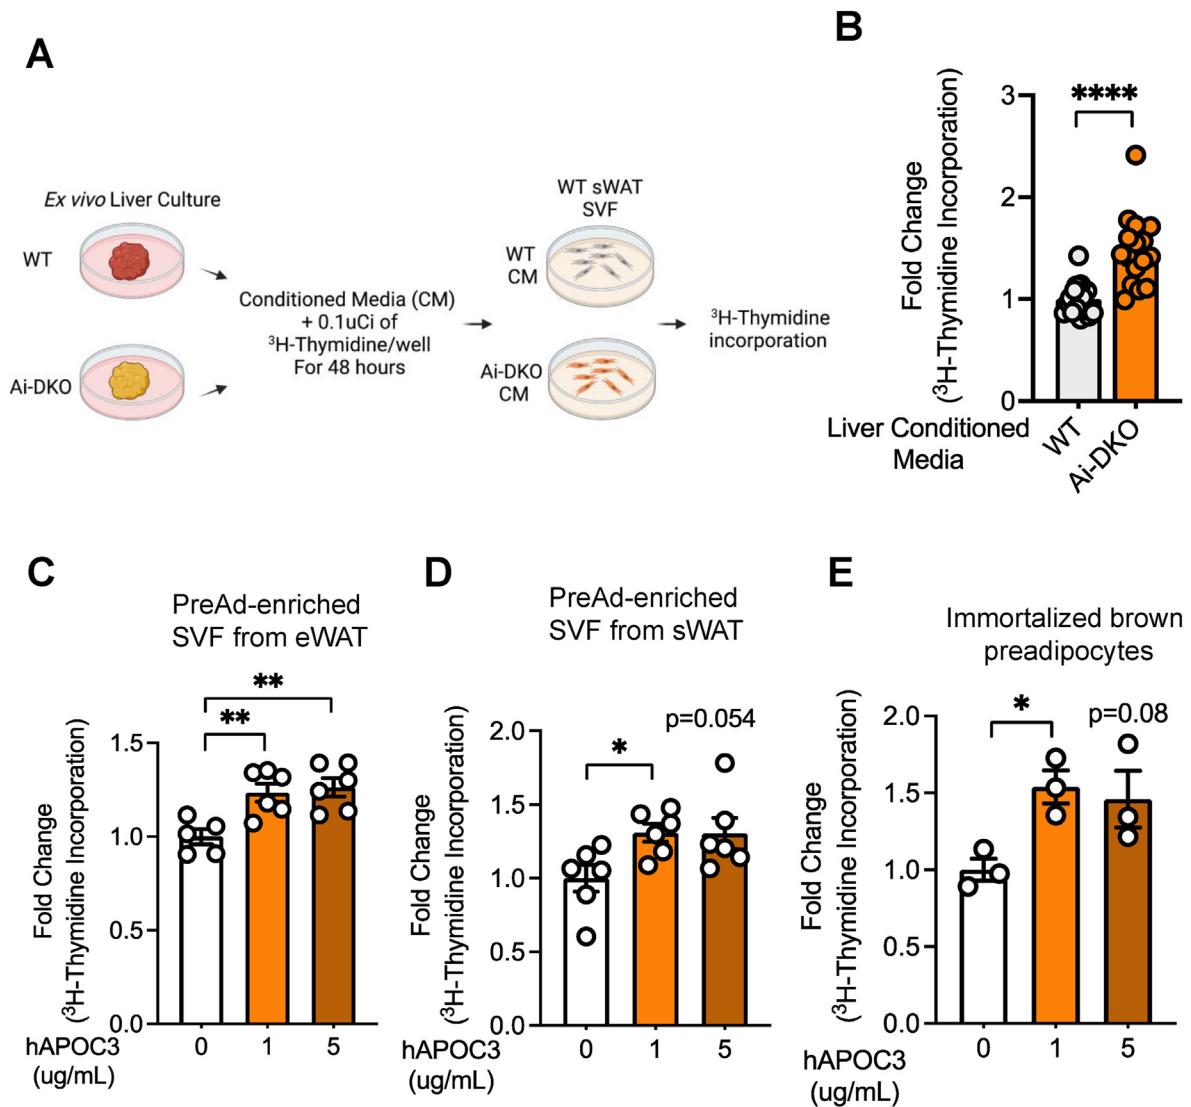 A
Ex vivo Liver Culture
WT
Ai-DKO
Conditioned Media (CM)
+ 0.1uCi of
³H-Thymidine/well
For 48 hours
WT sWAT
SVF
WT
CM
Ai-DKO
CM
³H-Thymidine
incorporation
B
Fold Change
(³H-Thymidine Incorporation)
3
2
1
0
****
Liver Conditioned
Media
WT
Ai-DKO
C
PreAd-enriched
SVF from eWAT
Fold Change
(³H-Thymidine Incorporation)
1.5
1.0
0.5
0.0
**
**
hAPOC3
(ug/mL)
0 1 5
D
PreAd-enriched
SVF from sWAT
Fold Change
(³H-Thymidine Incorporation)
2.0
1.5
1.0
0.5
0.0
*
p=0.054
hAPOC3
(ug/mL)
0 1 5
E
Immortalized brown
preadipocytes
Fold Change
(³H-Thymidine Incorporation)
2.0
1.5
1.0
0.5
0.0
*
p=0.08
hAPOC3
(ug/mL)
0 1 5